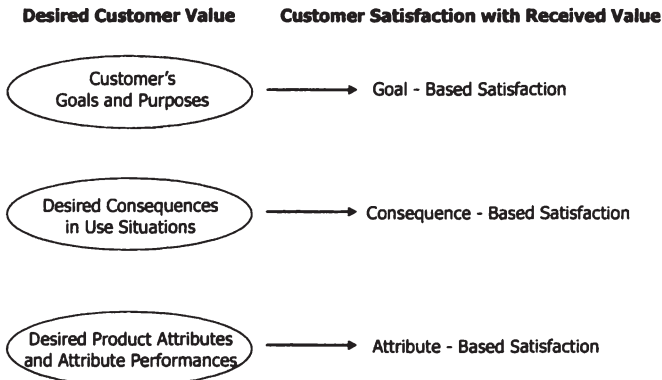 Desired Customer Value
Customer Satisfaction with Received Value
Customer's
Goals and Purposes
Goal - Based Satisfaction
Desired Consequences
in Use Situations
Consequence - Based Satisfaction
Desired Product Attributes
and Attribute Performances
Attribute - Based Satisfaction